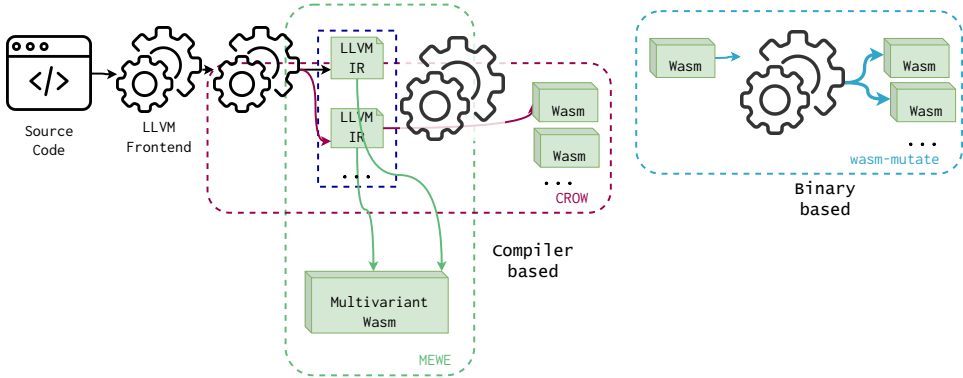 Source
Code
LLVM
Frontend
LLVM
IR
LLVM
IR
...
Wasm
Wasm
...
CROW
Compiler
based
Multivariant
Wasm
MEWE
Wasm
Wasm
Wasm
...
wasm-mutate
Binary
based